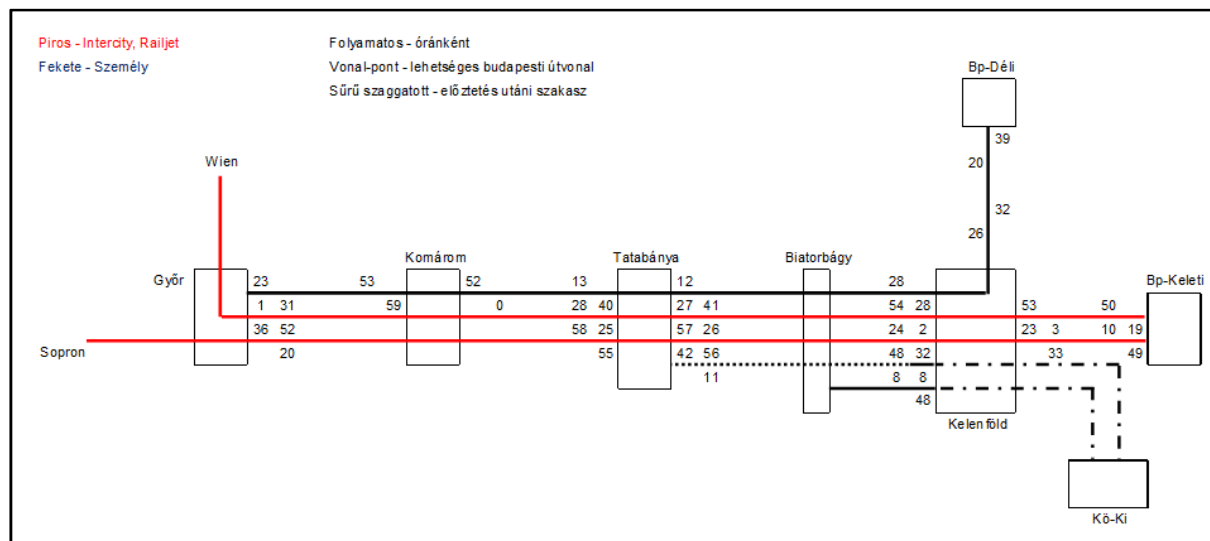 Piros - Intercity, Railjet
Fekete - Személy
Folyamatos - óránként
Vonal-pont - lehetséges budapesti útvonal
Sűrű szaggatott - előztetés utáni szakasz
Bp-Déli
39
20
Wien
32
26
Győr
Komárom
Tatabánya
Biatorbágy
Bp-Keleti
23 53 52 13 12 28
1 31 59 0 28 40 27 41 54 28 53 50
36 52 58 25 57 26 24 2 23 3 10 19
Sopron
20 55 42 56 48 32 33 49
11 8 8
48
Kelenföld
Kö-Ki